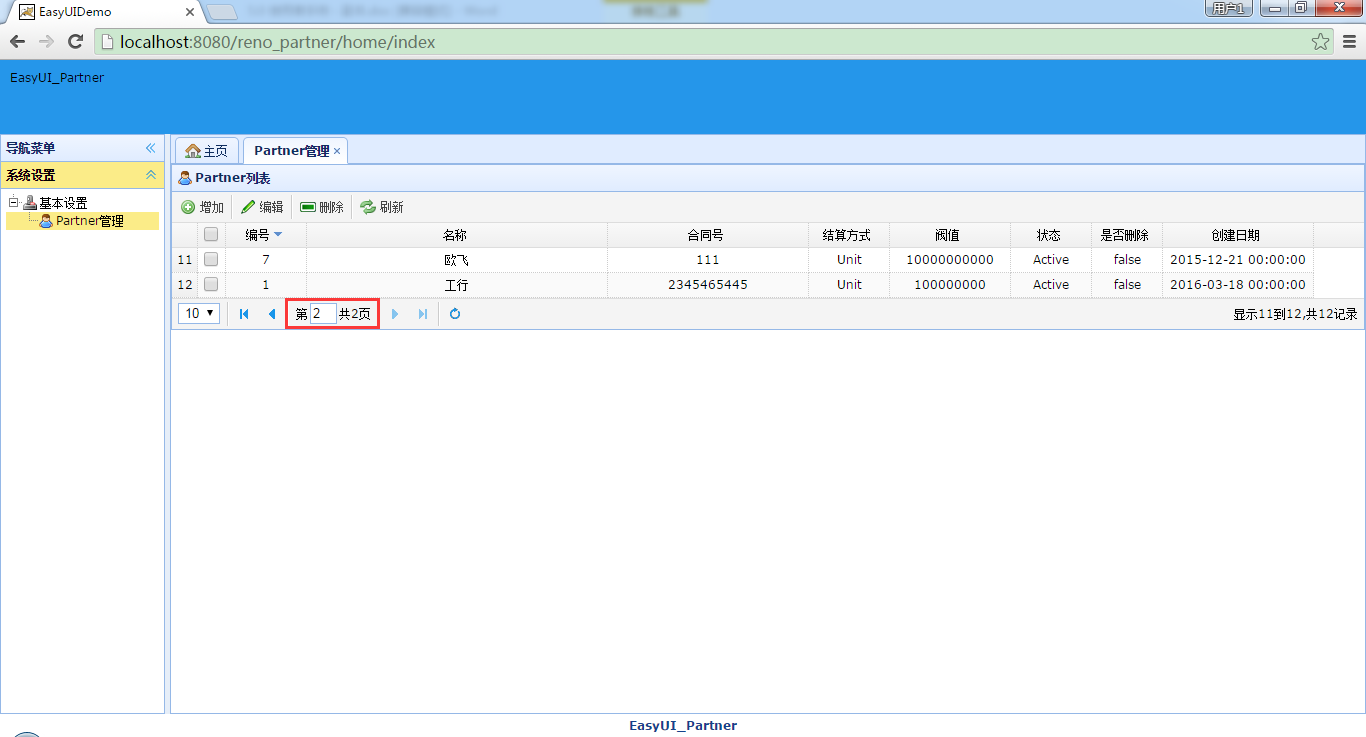 EasyUIDemo
用户1
localhost:8080/reno_partner/home/index
EasyUI_Partner
导航菜单
系统设置
基本设置
Partner管理
主页 Partner管理
Partner列表
增加 编辑 删除 刷新
编号 名称 合同号 结算方式 阀值 状态 是否删除 创建日期
11 7 欧飞 111 Unit 10000000000 Active false 2015-12-21 00:00:00
12 1 工行 2345465445 Unit 100000000 Active false 2016-03-18 00:00:00
10 第 2 共2页 显示11到12,共12记录
EasyUI_Partner